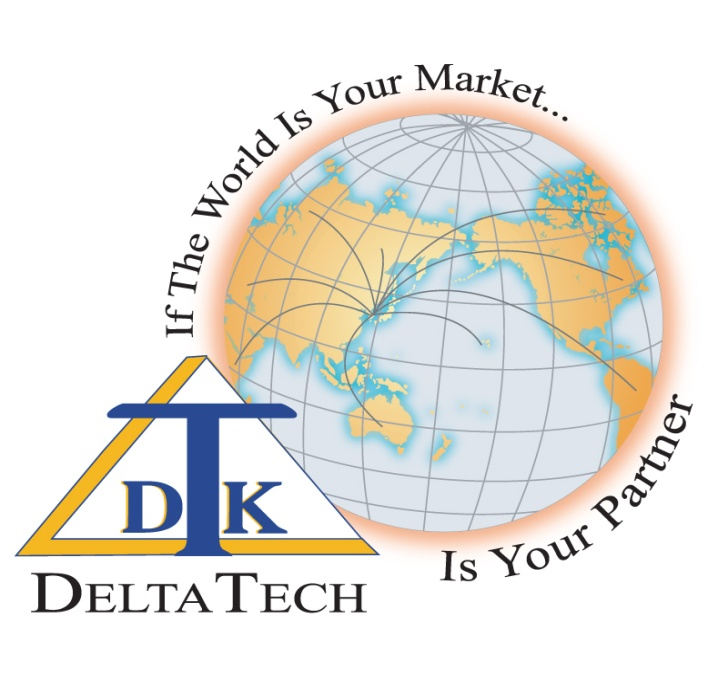 If The World Is Your Market...
DTK
DELTATECH
Is Your Partner